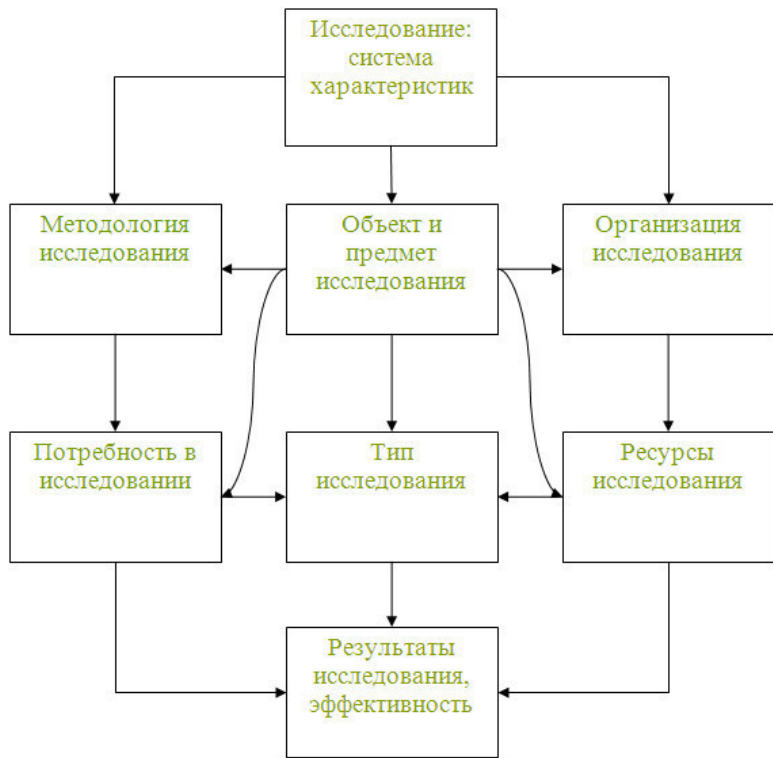 Исследование:
система
характеристик
Методология
исследования
Объект и
предмет
исследования
Организация
исследования
Потребность в
исследовании
Тип
исследования
Ресурсы
исследования
Результаты
исследования,
эффективность